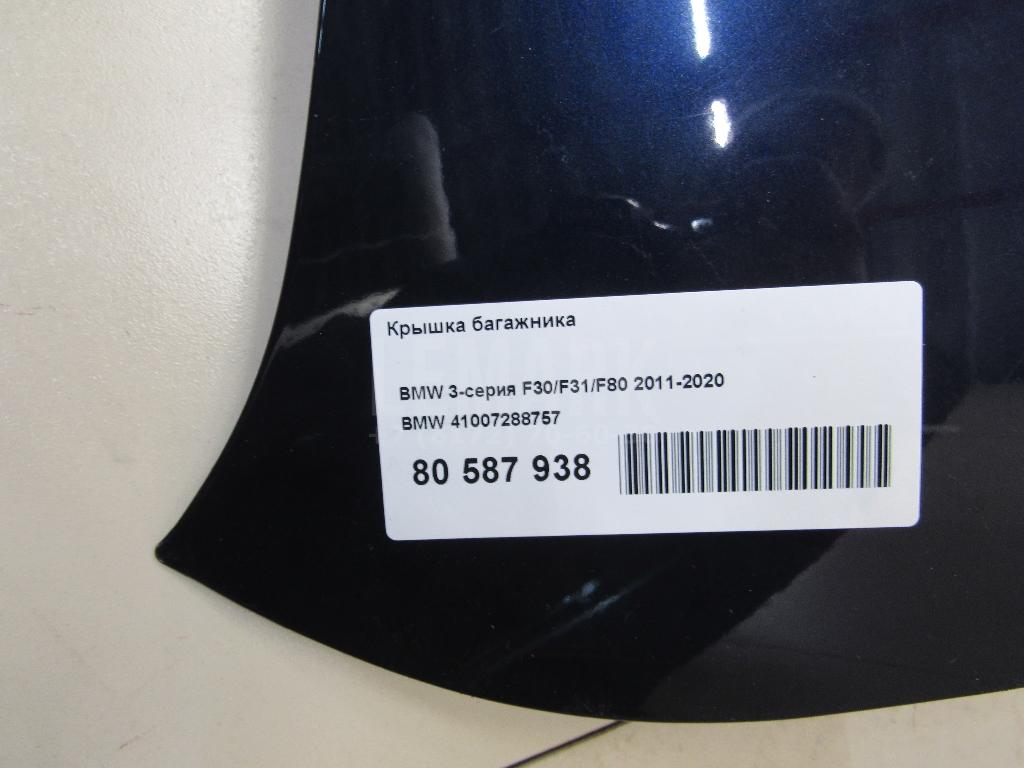 Крышка багажника
BMW 3-серия F30/F31/F80 2011-2020
BMW 41007288757
80 587 938